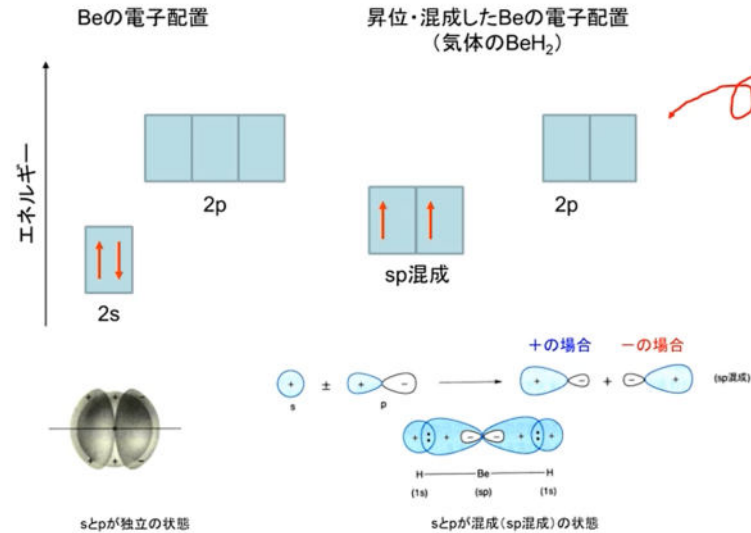 Beの電子配置
昇位・混成したBeの電子配置
(気体のBeH₂)
エネルギー
2p
2s
2p
sp混成
+の場合
−の場合
+
s
±
+
−
p
+
−
+
−
+
(sp混成)
+
+
−
−
+
+
H
Be
H
(1s)
(sp)
(1s)
sとpが独立の状態
sとpが混成(sp混成)の状態